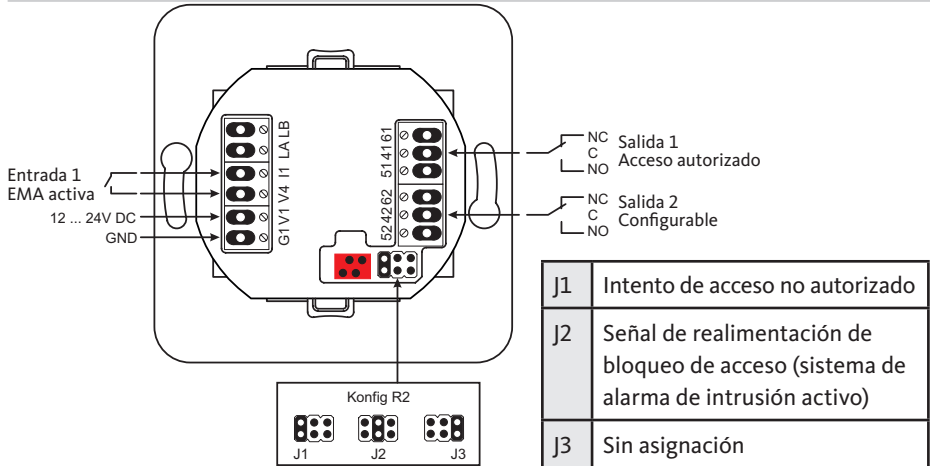 LA LB
I1
V4
V1
G1
61
41
51
62
42
52
Entrada 1
EMA activa
12 ... 24V DC
GND
NC
C
NO
Salida 1
Acceso autorizado
NC
C
NO
Salida 2
Configurable
Konfig R2
J1 J2 J3
J1 Intento de acceso no autorizado
J2 Señal de realimentación de
bloqueo de acceso (sistema de
alarma de intrusión activo)
J3 Sin asignación